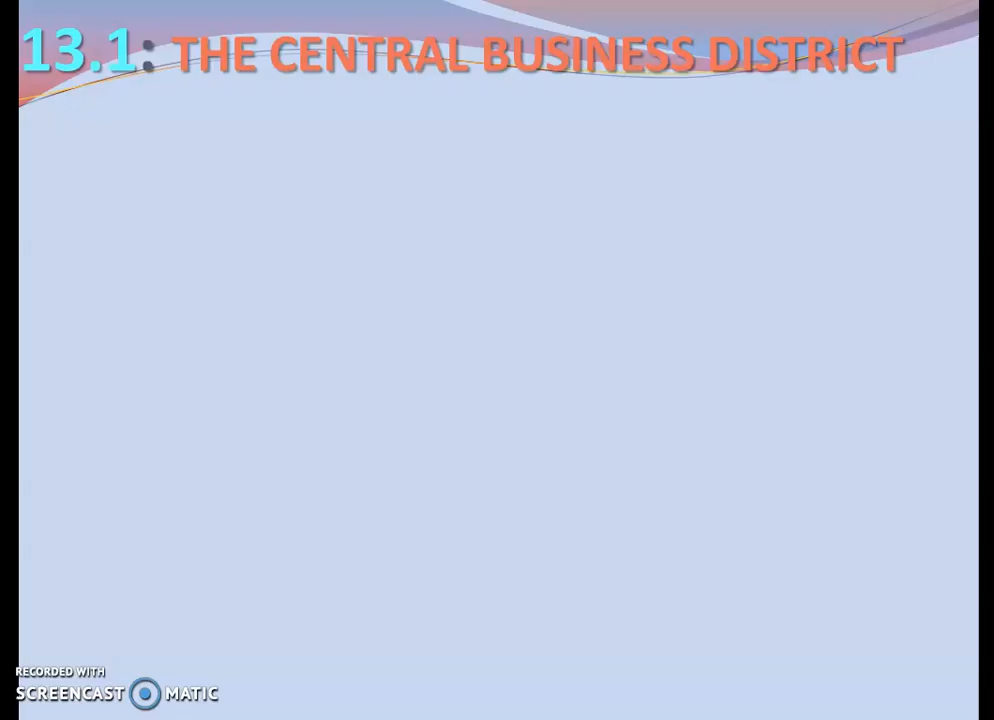 13.1: THE CENTRAL BUSINESS DISTRICT
RECORDED WITH
SCREENCAST MATIC